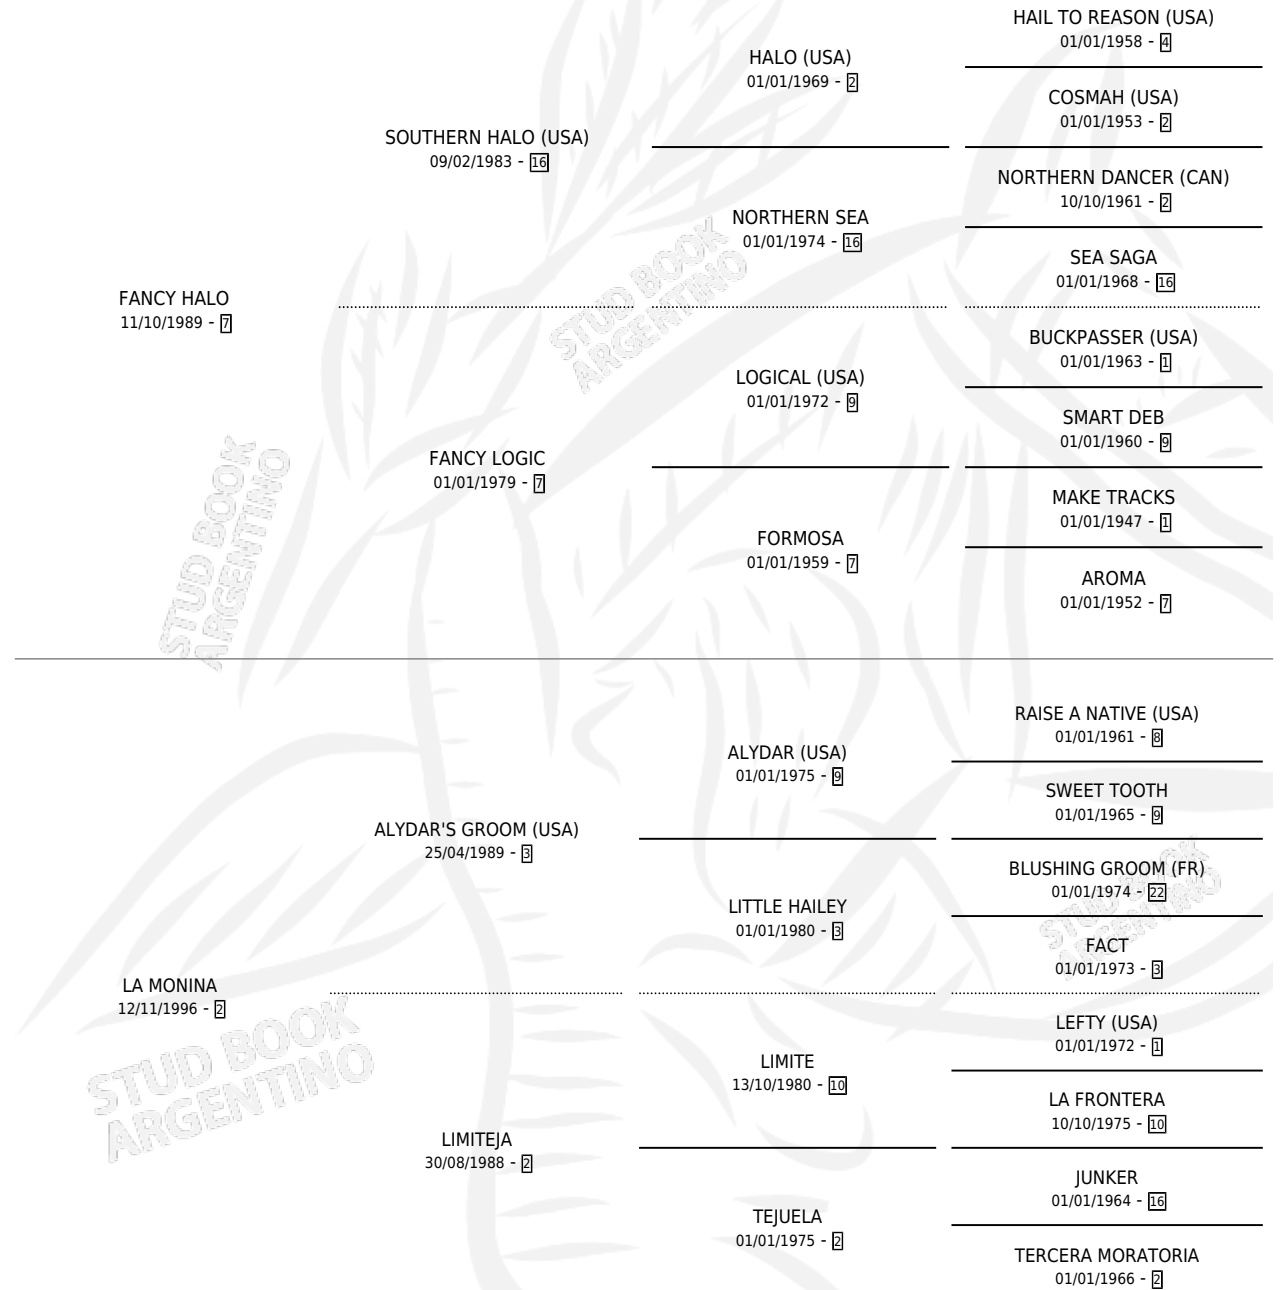 HAIL TO REASON (USA)
01/01/1958 - 4
HALO (USA)
01/01/1969 - 2
COSMAH (USA)
01/01/1953 - 2
SOUTHERN HALO (USA)
09/02/1983 - 16
NORTHERN DANCER (CAN)
10/10/1961 - 2
NORTHERN SEA
01/01/1974 - 16
SEA SAGA
01/01/1968 - 16
STUD BOOK
ARGENTINO
FANCY HALO
11/10/1989 - 7
BUCKPASSER (USA)
01/01/1963 - 1
LOGICAL (USA)
01/01/1972 - 9
SMART DEB
01/01/1960 - 9
FANCY LOGIC
01/01/1979 - 7
MAKE TRACKS
01/01/1947 - 1
FORMOSA
01/01/1959 - 7
AROMA
01/01/1952 - 7
STUD BOOK
ARGENTINO
RAISE A NATIVE (USA)
01/01/1961 - 8
ALYDAR (USA)
01/01/1975 - 9
SWEET TOOTH
01/01/1965 - 9
ALYDAR'S GROOM (USA)
25/04/1989 - 3
BLUSHING GROOM (FR)
01/01/1974 - 22
LITTLE HAILEY
01/01/1980 - 3
FACT
01/01/1973 - 3
STUD BOOK
ARGENTINO
LA MONINA
12/11/1996 - 2
LEFTY (USA)
01/01/1972 - 1
LIMITE
13/10/1980 - 10
LA FRONTERA
10/10/1975 - 10
STUD BOOK
ARGENTINO
LIMITEJA
30/08/1988 - 2
JUNKER
01/01/1964 - 16
TEJUELA
01/01/1975 - 2
TERCERA MORATORIA
01/01/1966 - 2